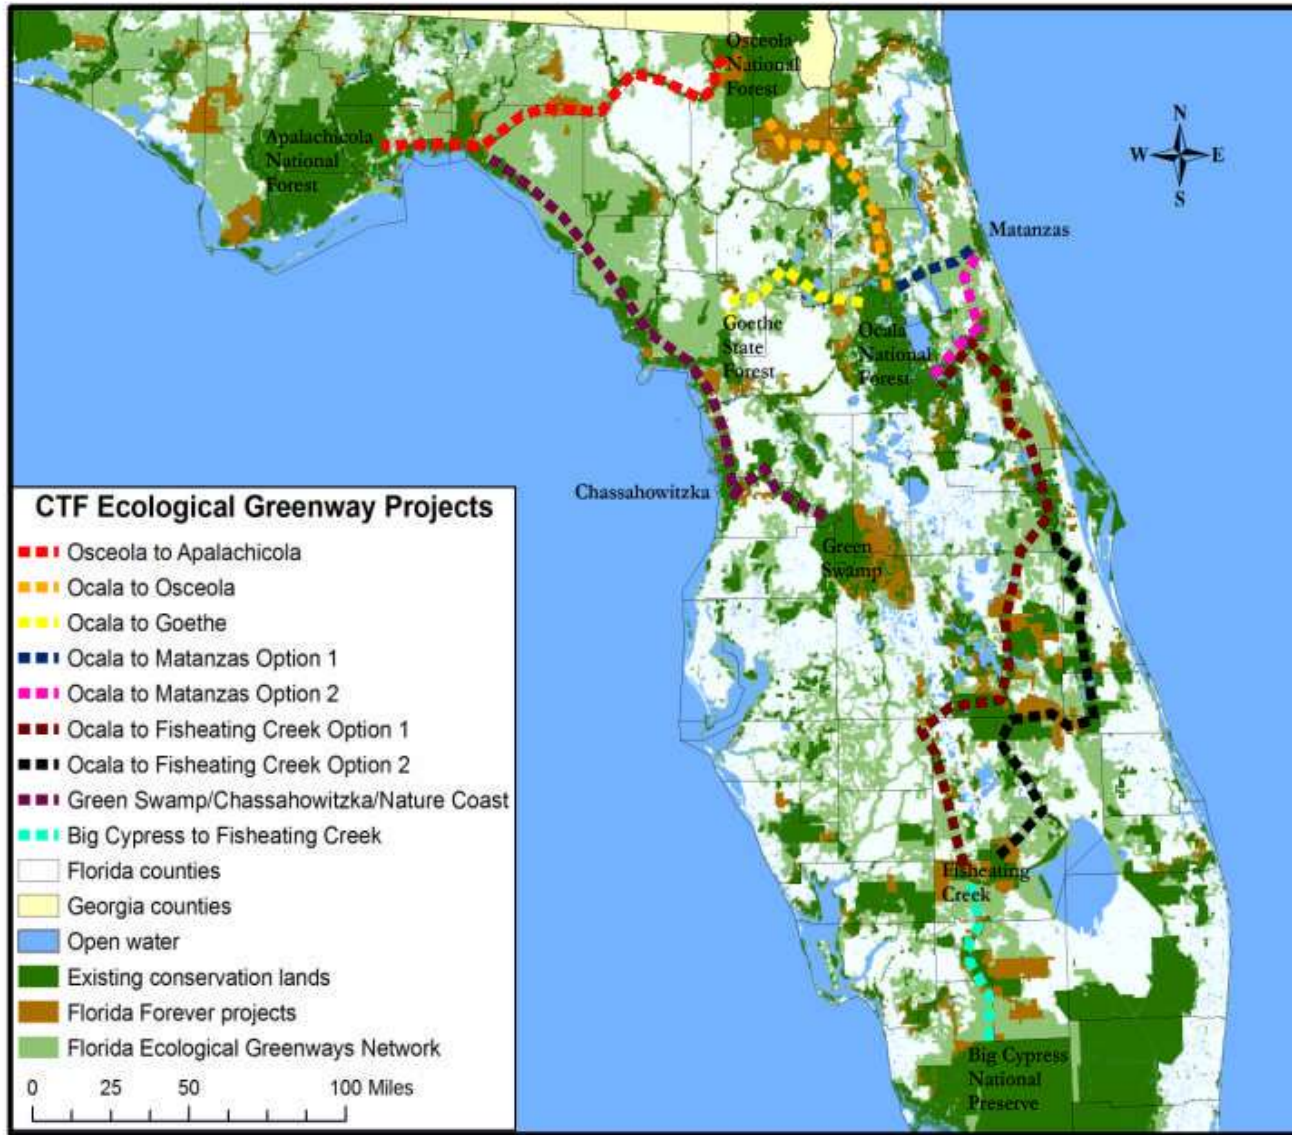 Osceola
National
Forest
Apalachicola
National
Forest
N
W
E
S
Matanzas
Goethe
State
Forest
Ocala
National
Forest
Chassahowitzka
Green
Swamp
Fisheating
Creek
Big Cypress
National
Preserve
CTF Ecological Greenway Projects
Osceola to Apalachicola
Ocala to Osceola
Ocala to Goethe
Ocala to Matanzas Option 1
Ocala to Matanzas Option 2
Ocala to Fisheating Creek Option 1
Ocala to Fisheating Creek Option 2
Green Swamp/Chassahowitzka/Nature Coast
Big Cypress to Fisheating Creek
Florida counties
Georgia counties
Open water
Existing conservation lands
Florida Forever projects
Florida Ecological Greenways Network
0 25 50 100 Miles